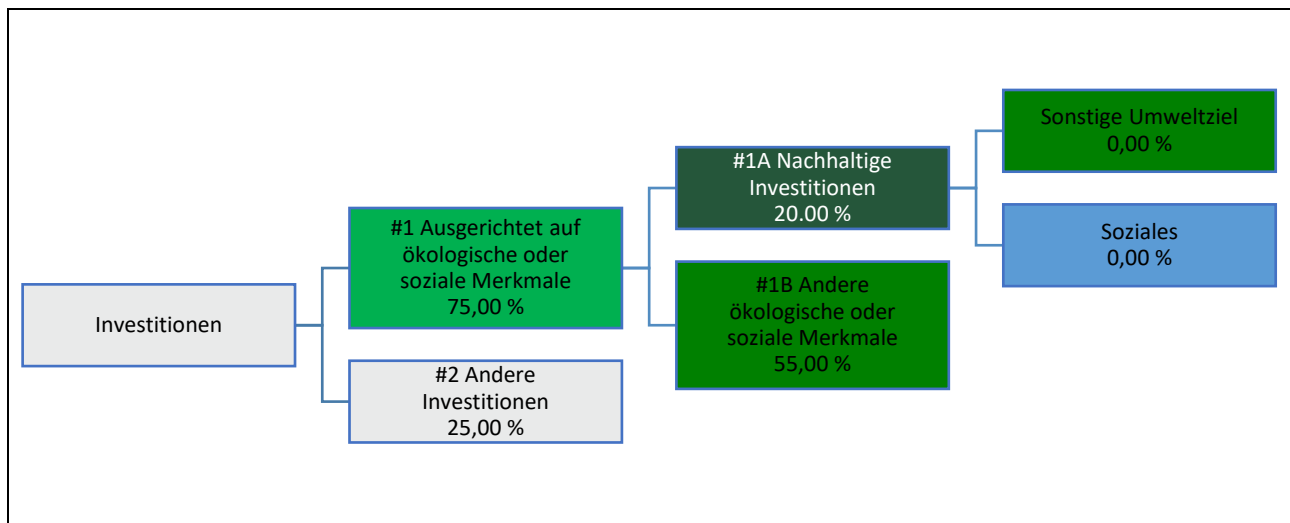 Investitionen
#1 Ausgerichtet auf
ökologische oder
soziale Merkmale
75,00 %
#2 Andere
Investitionen
25,00 %
#1A Nachhaltige
Investitionen
20.00 %
#1B Andere
ökologische oder
soziale Merkmale
55,00 %
Sonstige Umweltziel
0,00 %
Soziales
0,00 %